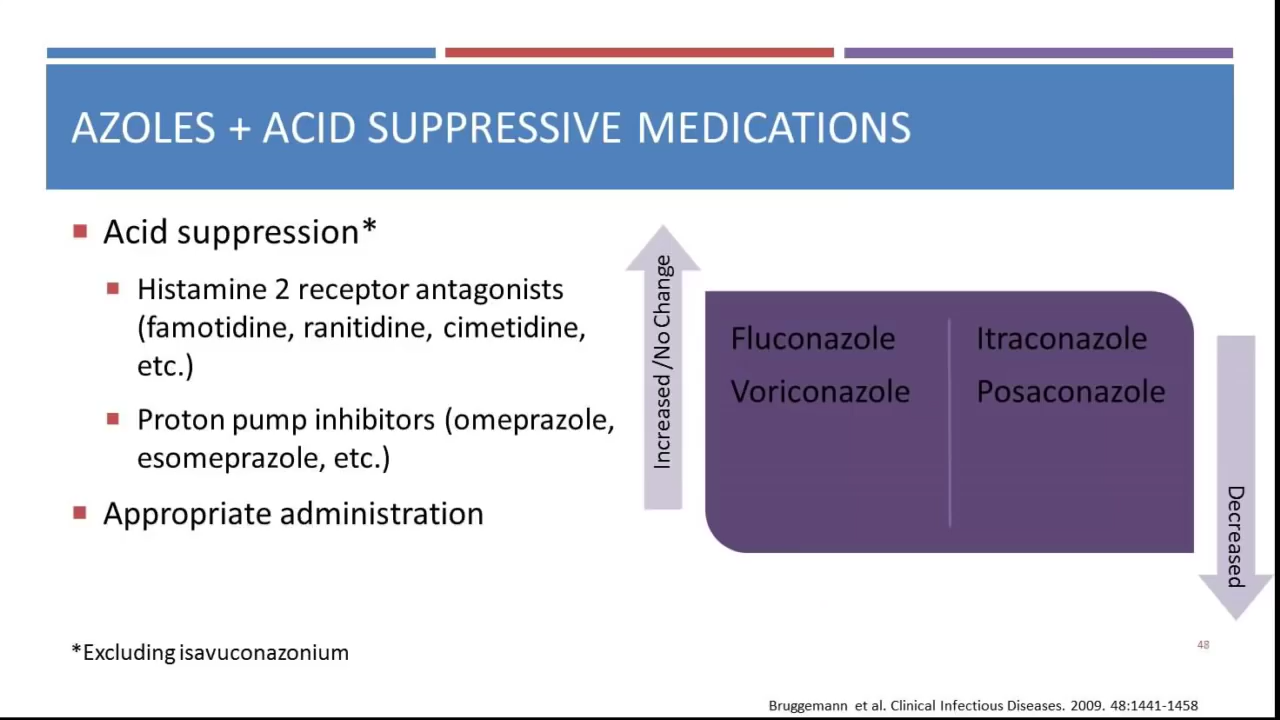 AZOLES + ACID SUPPRESSIVE MEDICATIONS
Acid suppression*
Histamine 2 receptor antagonists
(famotidine, ranitidine, cimetidine,
etc.)
Proton pump inhibitors (omeprazole,
esomeprazole, etc.)
Appropriate administration
Increased /No Change
Fluconazole
Voriconazole
Itraconazole
Posaconazole
Decreased
*Excluding isavuconazonium
48
Bruggemann et al. Clinical Infectious Diseases. 2009. 48:1441-1458